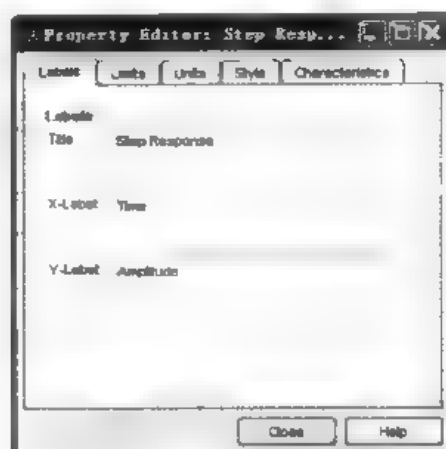 Property Editor: Step Resp...
Labels Limits Units Style Characteristics
Labels
Title Step Response
X-Label Time
Y-Label Amplitude
Close Help